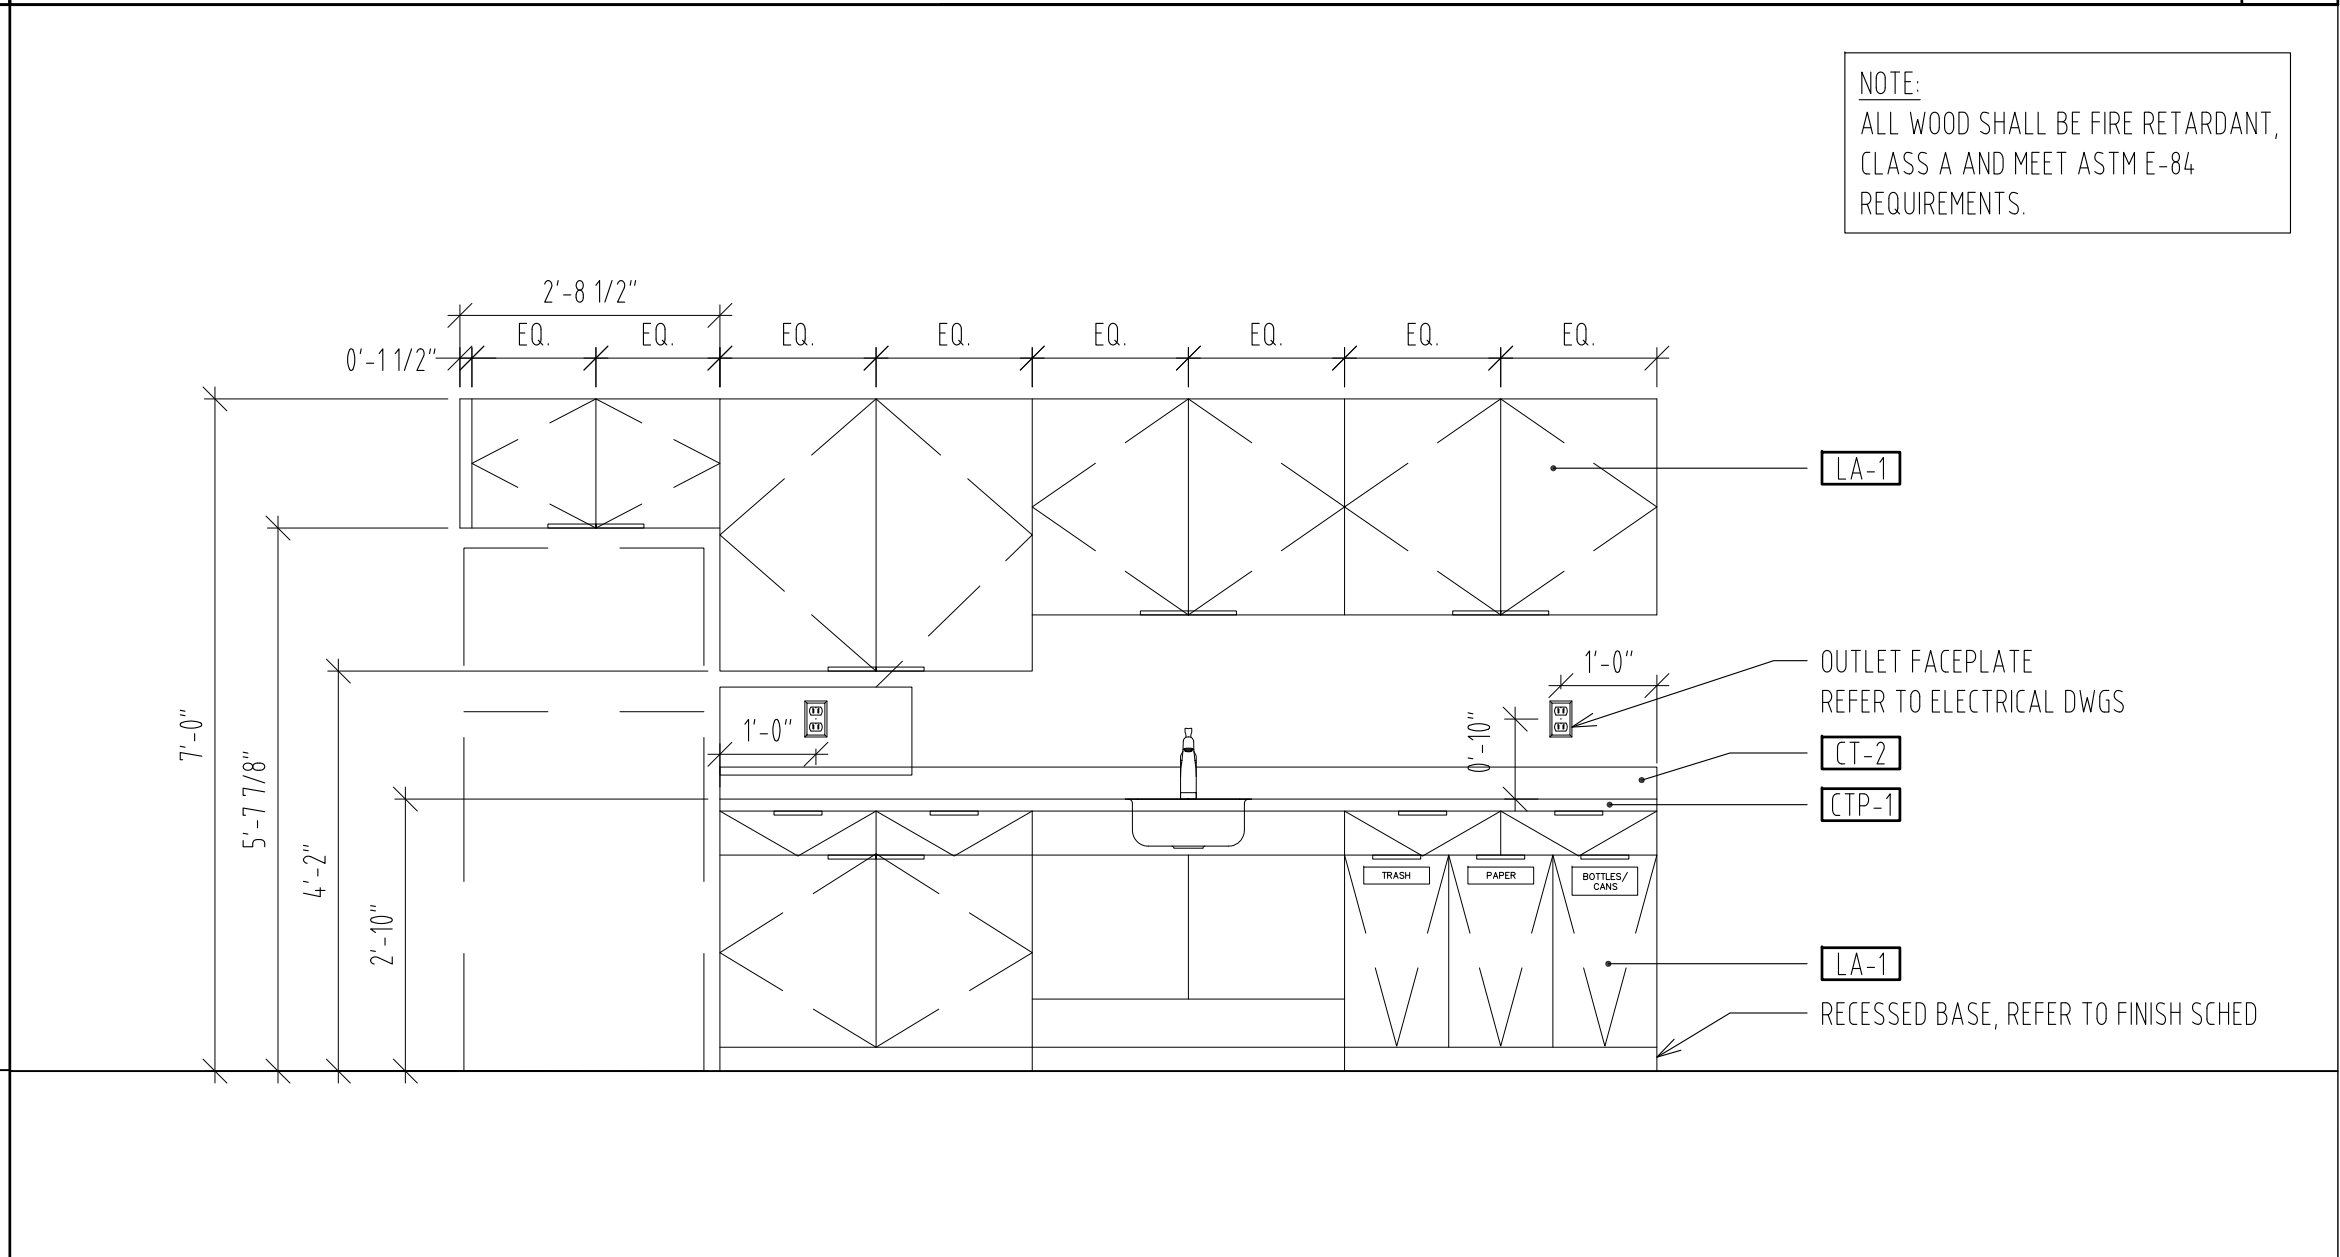 NOTE:
ALL WOOD SHALL BE FIRE RETARDANT,
CLASS A AND MEET ASTM E-84
REQUIREMENTS.
2'-8 1/2"
EQ. EQ. EQ. EQ. EQ. EQ. EQ. EQ.
0'-1 1/2"
LA-1
1'-0"
OUTLET FACEPLATE
REFER TO ELECTRICAL DWGS
7'-0"
1'-0"
0'-10"
CT-2
5'-7 7/8"
CTP-1
4'-2"
TRASH
PAPER
BOTTLES/
CANS
2'-10"
LA-1
RECESSED BASE, REFER TO FINISH SCHED